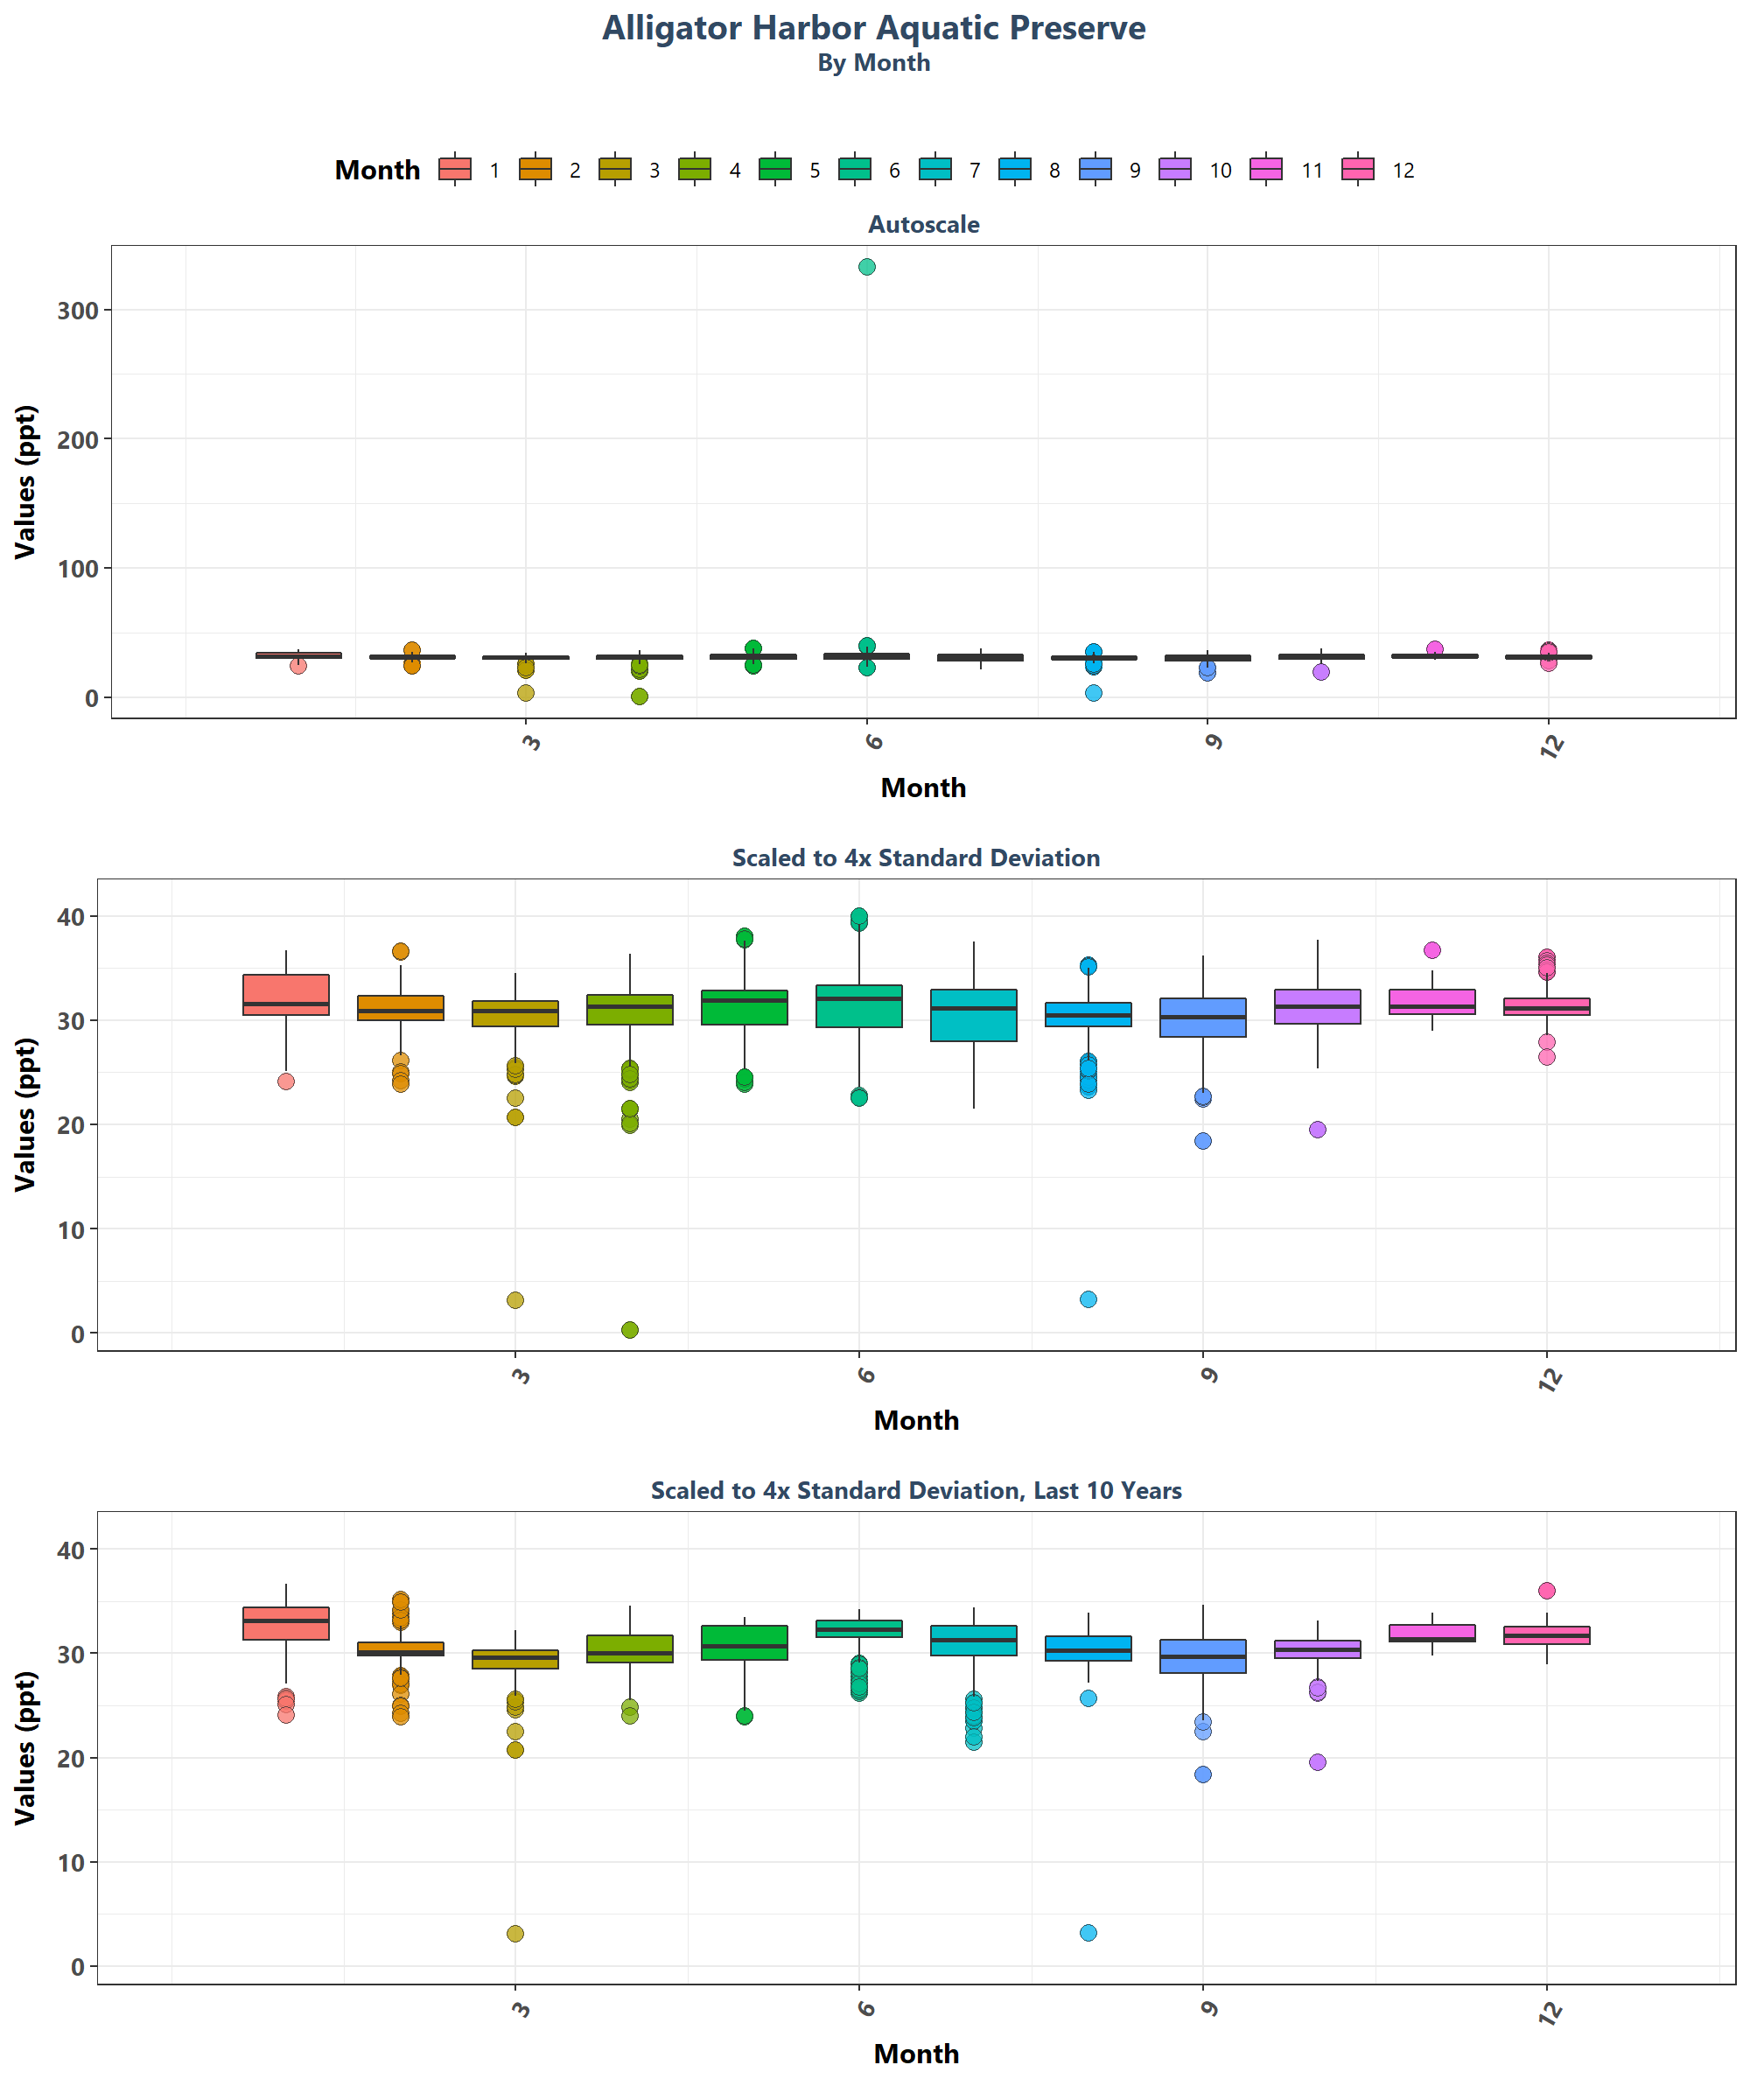 Alligator Harbor Aquatic Preserve
By Month
Month 1 2 3 4 5 6 7 8 9 10 11 12
Autoscale
Values (ppt)
300
200
100
0
3 6 9 12
Month
Scaled to 4x Standard Deviation
Values (ppt)
40
30
20
10
0
3 6 9 12
Month
Scaled to 4x Standard Deviation, Last 10 Years
Values (ppt)
40
30
20
10
0
3 6 9 12
Month